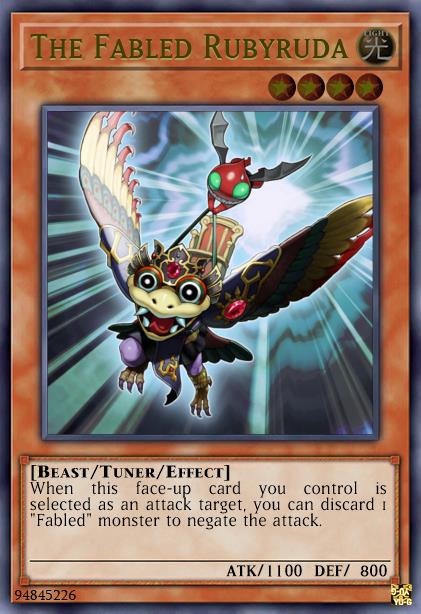 THE FABLED RUBYRUDA
LIGHT
光
[BEAST/TUNER/EFFECT]
When this face-up card you control is
selected as an attack target, you can discard 1
"Fabled" monster to negate the attack.
ATK/1100 DEF/ 800
94845226